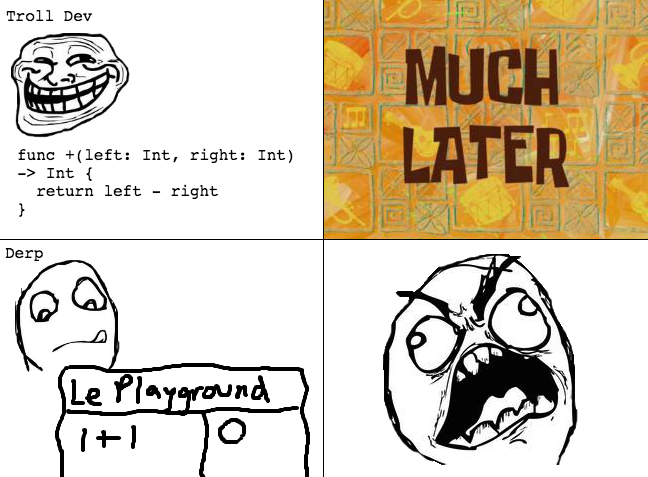 Troll Dev
func +(left: Int, right: Int)
-> Int {
return left - right
}
MUCH
LATER
Derp
Le Playground
1+1 0